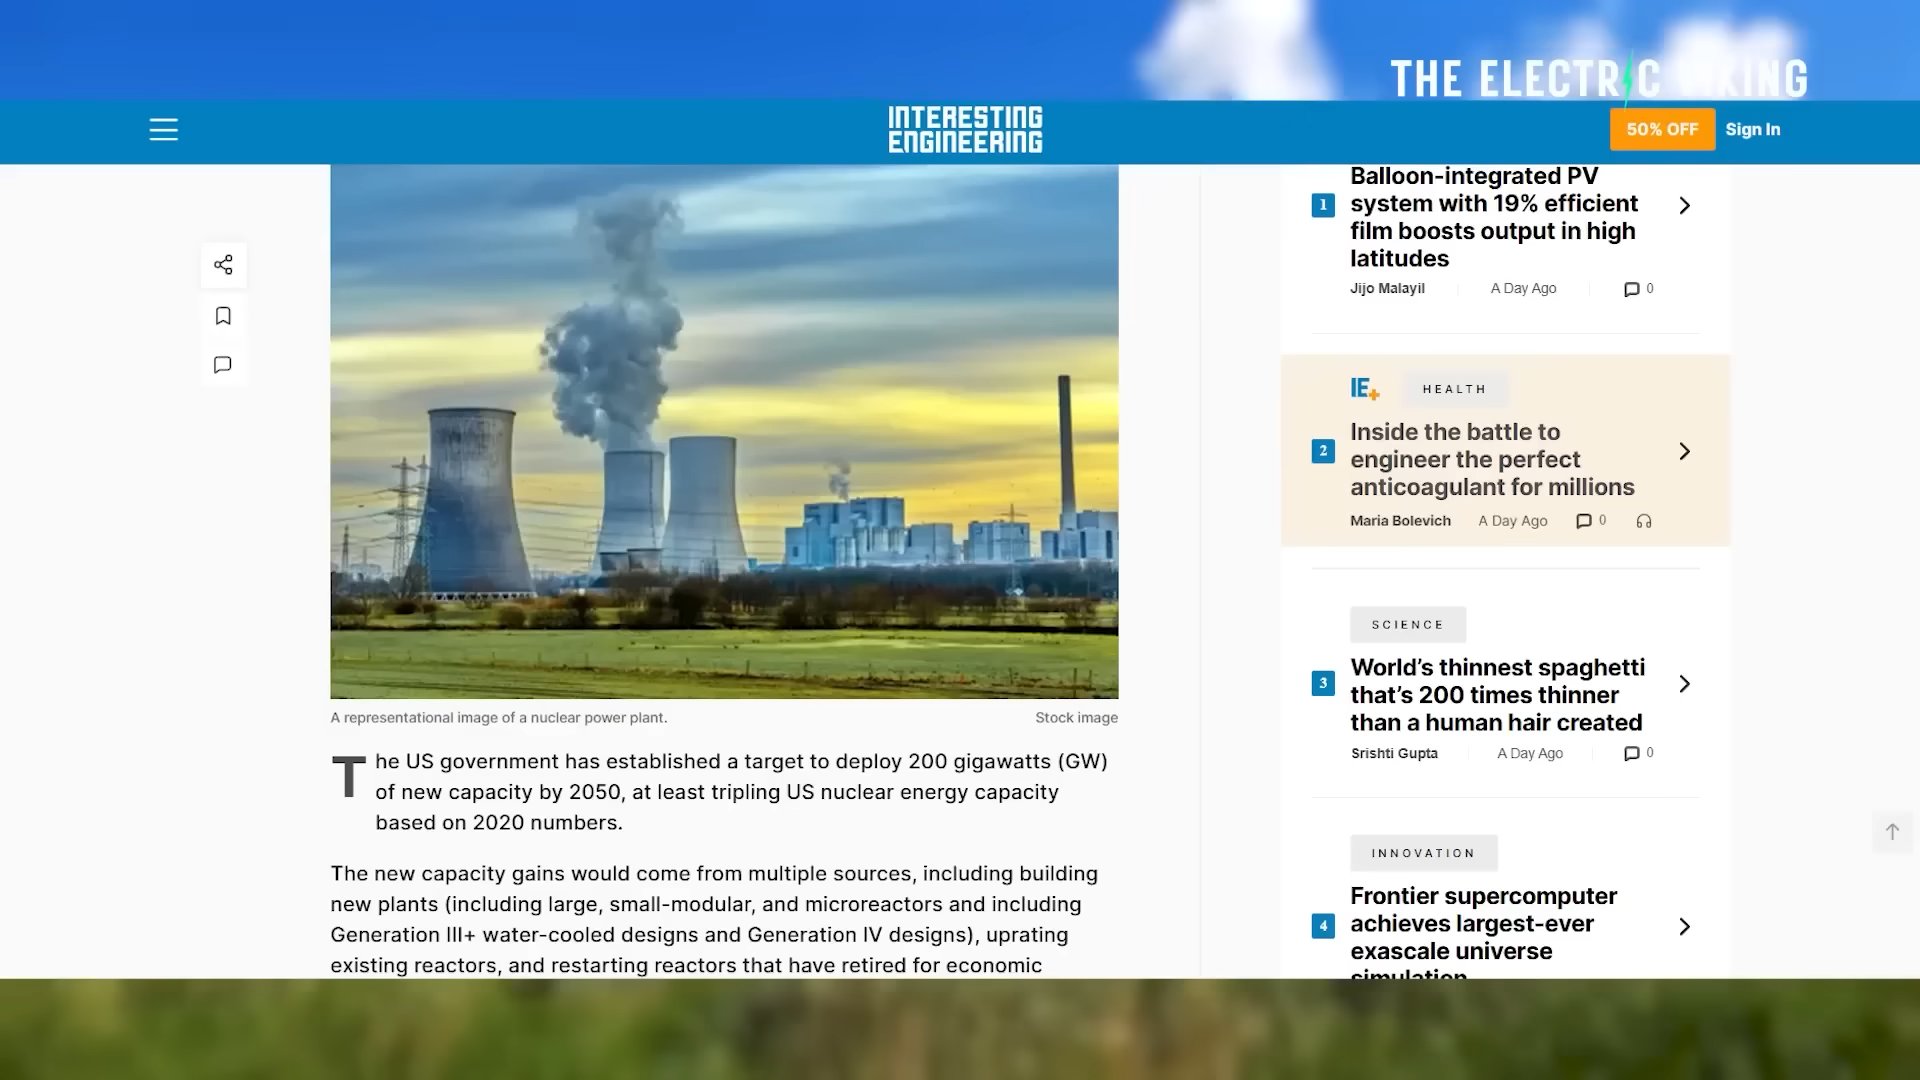 THE ELECTRIC VIKING
INTERESTING
ENGINEERING
50% OFF
Sign In
A representational image of a nuclear power plant.
Stock image
The US government has established a target to deploy 200 gigawatts (GW)
of new capacity by 2050, at least tripling US nuclear energy capacity
based on 2020 numbers.
The new capacity gains would come from multiple sources, including building
new plants (including large, small-modular, and microreactors and including
Generation III+ water-cooled designs and Generation IV designs), uprating
existing reactors, and restarting reactors that have retired for economic
1
Balloon-integrated PV
system with 19% efficient
film boosts output in high
latitudes
Jijo Malayil
A Day Ago
0
IE+
HEALTH
2
Inside the battle to
engineer the perfect
anticoagulant for millions
Maria Bolevich
A Day Ago
0
SCIENCE
3
World's thinnest spaghetti
that's 200 times thinner
than a human hair created
Srishti Gupta
A Day Ago
0
INNOVATION
4
Frontier supercomputer
achieves largest-ever
exascale universe
simulation